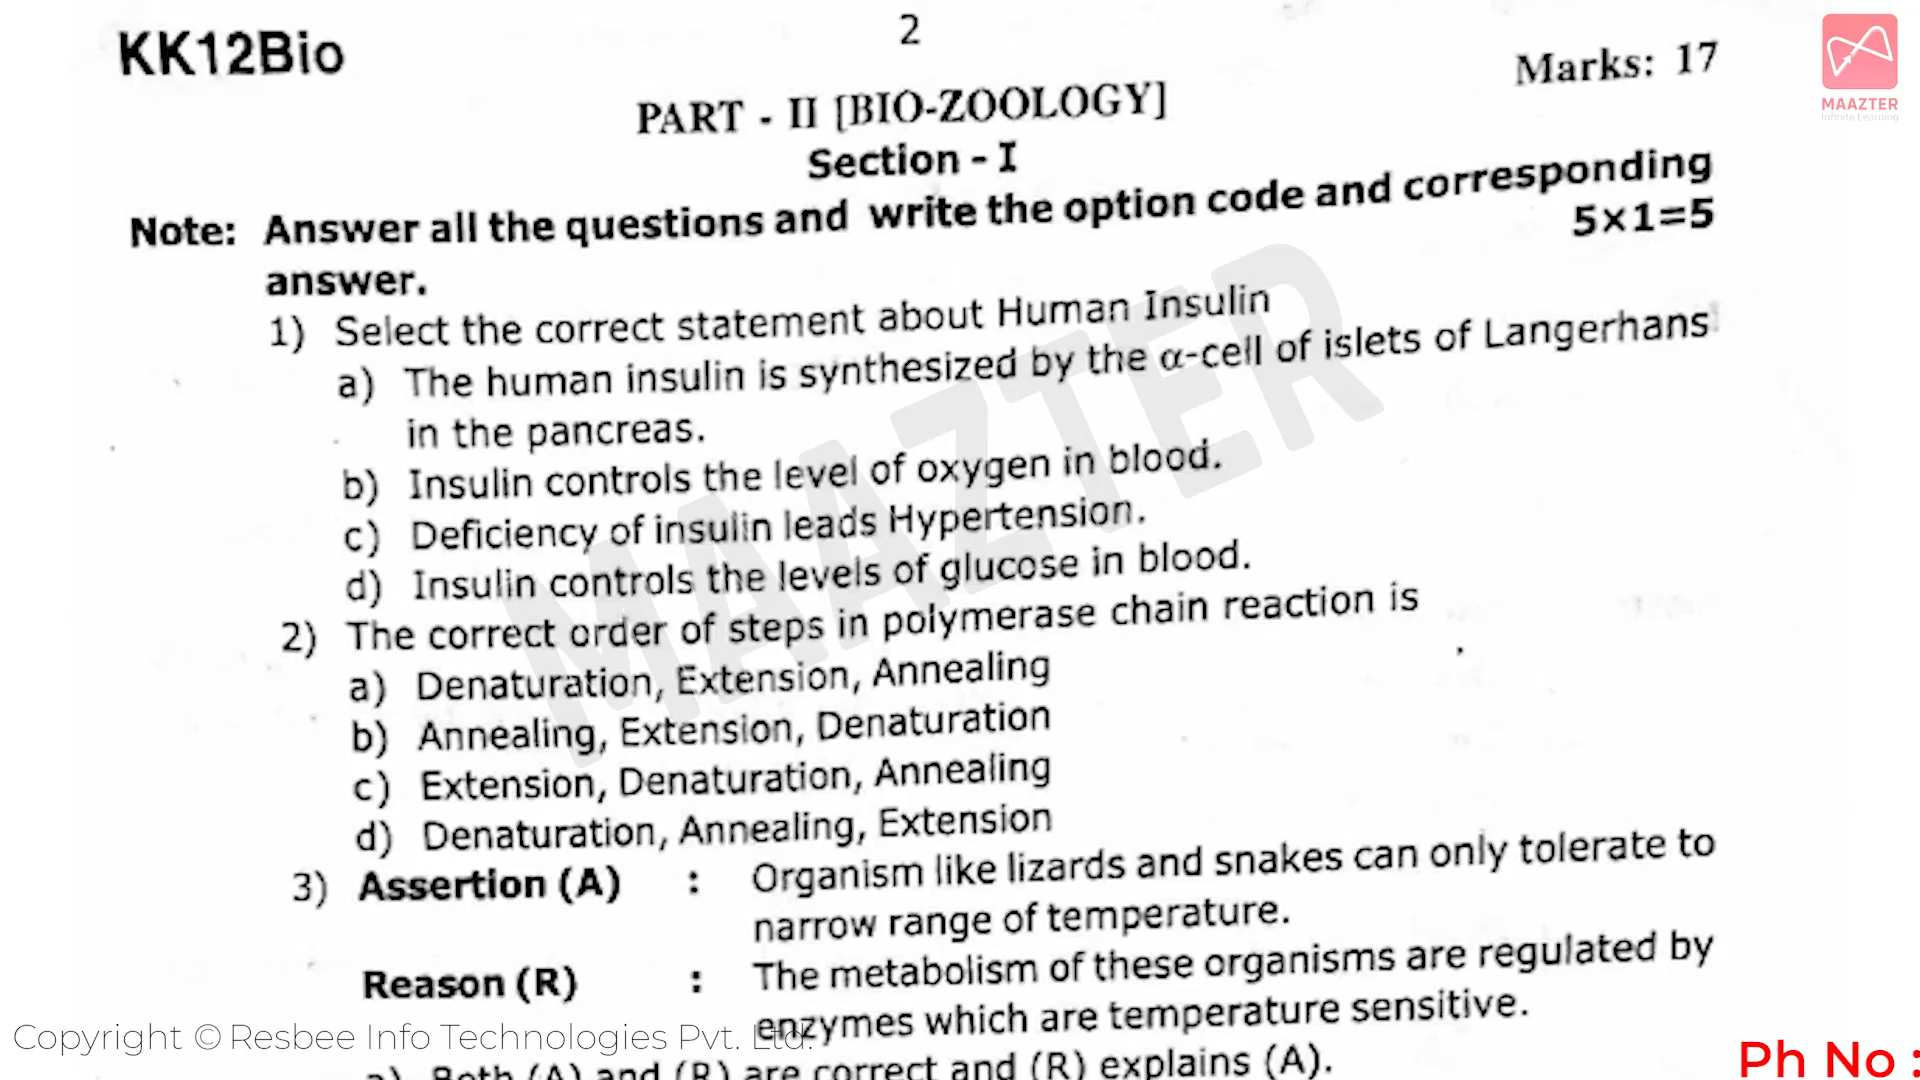 2
KK12Bio
Marks: 17
MAAZTER
Infinite Learning
PART - II [BIO-ZOOLOGY]
Section - I
Note: Answer all the questions and write the option code and corresponding
answer. 5×1=5
1) Select the correct statement about Human Insulin
a) The human insulin is synthesized by the α-cell of islets of Langerhans
in the pancreas.
b) Insulin controls the level of oxygen in blood.
c) Deficiency of insulin leads Hypertension.
d) Insulin controls the levels of glucose in blood.
2) The correct order of steps in polymerase chain reaction is
a) Denaturation, Extension, Annealing
b) Annealing, Extension, Denaturation
c) Extension, Denaturation, Annealing
d) Denaturation, Annealing, Extension
3) Assertion (A) : Organism like lizards and snakes can only tolerate to
narrow range of temperature.
Reason (R) : The metabolism of these organisms are regulated by
enzymes which are temperature sensitive.
a) Both (A) and (R) are correct and (R) explains (A).
MAAZTER
Copyright © Resbee Info Technologies Pvt. Ltd.
Ph No :